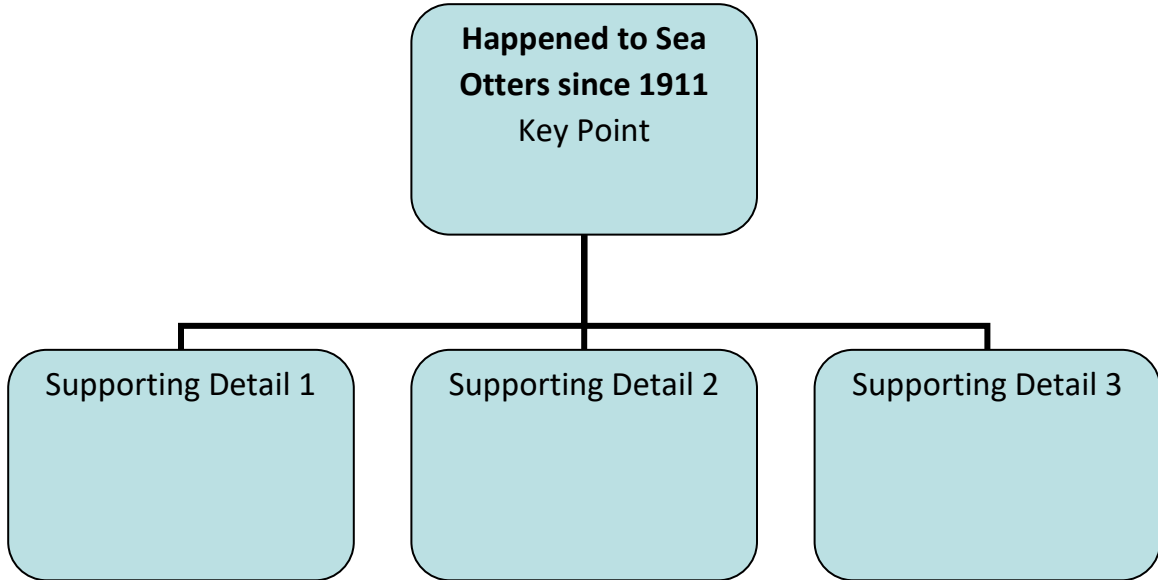 Happened to Sea
Otters since 1911
Key Point
Supporting Detail 1
Supporting Detail 2
Supporting Detail 3